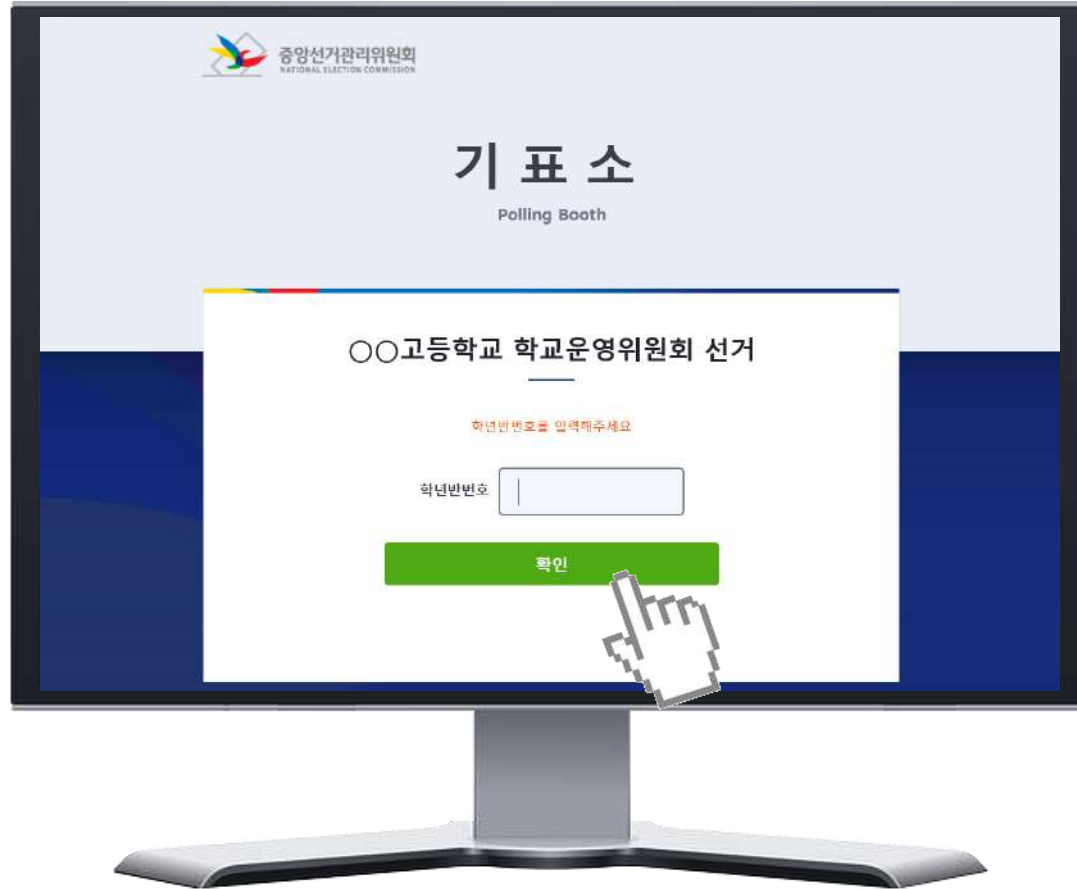 중앙선거관리위원회
NATIONAL ELECTION COMMISSION
기표소
Polling Booth
○○고등학교 학교운영위원회 선거
학년반번호를 입력해주세요
학년반번호
확인